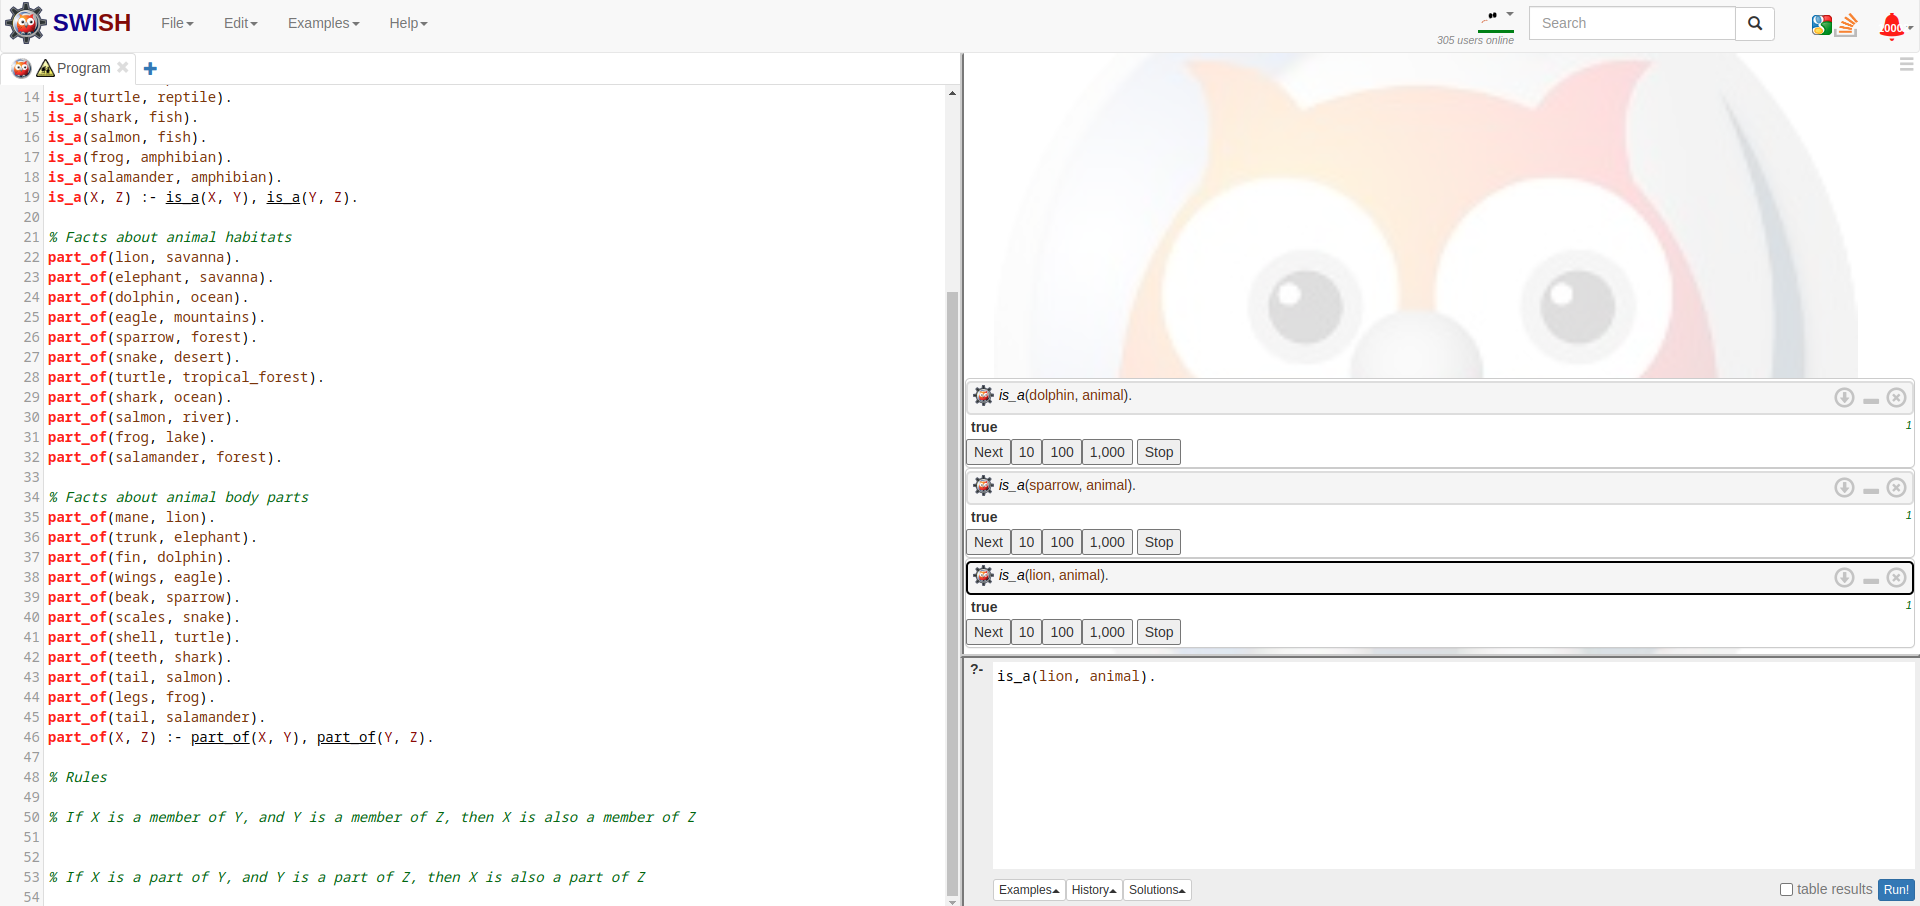 SWISH File Edit Examples Help
305 users online
Search
Program
14 is_a(turtle, reptile).
15 is_a(shark, fish).
16 is_a(salmon, fish).
17 is_a(frog, amphibian).
18 is_a(salamander, amphibian).
19 is_a(X, Z) :- is_a(X, Y), is_a(Y, Z).
20
21 % Facts about animal habitats
22 part_of(lion, savanna).
23 part_of(elephant, savanna).
24 part_of(dolphin, ocean).
25 part_of(eagle, mountains).
26 part_of(sparrow, forest).
27 part_of(snake, desert).
28 part_of(turtle, tropical_forest).
29 part_of(shark, ocean).
30 part_of(salmon, river).
31 part_of(frog, lake).
32 part_of(salamander, forest).
33
34 % Facts about animal body parts
35 part_of(mane, lion).
36 part_of(trunk, elephant).
37 part_of(fin, dolphin).
38 part_of(wings, eagle).
39 part_of(beak, sparrow).
40 part_of(scales, snake).
41 part_of(shell, turtle).
42 part_of(teeth, shark).
43 part_of(tail, salmon).
44 part_of(legs, frog).
45 part_of(tail, salamander).
46 part_of(X, Z) :- part_of(X, Y), part_of(Y, Z).
47
48 % Rules
49
50 % If X is a member of Y, and Y is a member of Z, then X is also a member of Z
51
52
53 % If X is a part of Y, and Y is a part of Z, then X is also a part of Z
54
is_a(dolphin, animal).
true 1
Next 10 100 1,000 Stop
is_a(sparrow, animal).
true 1
Next 10 100 1,000 Stop
is_a(lion, animal).
true 1
Next 10 100 1,000 Stop
?- is_a(lion, animal).
Examples History Solutions table results Run!